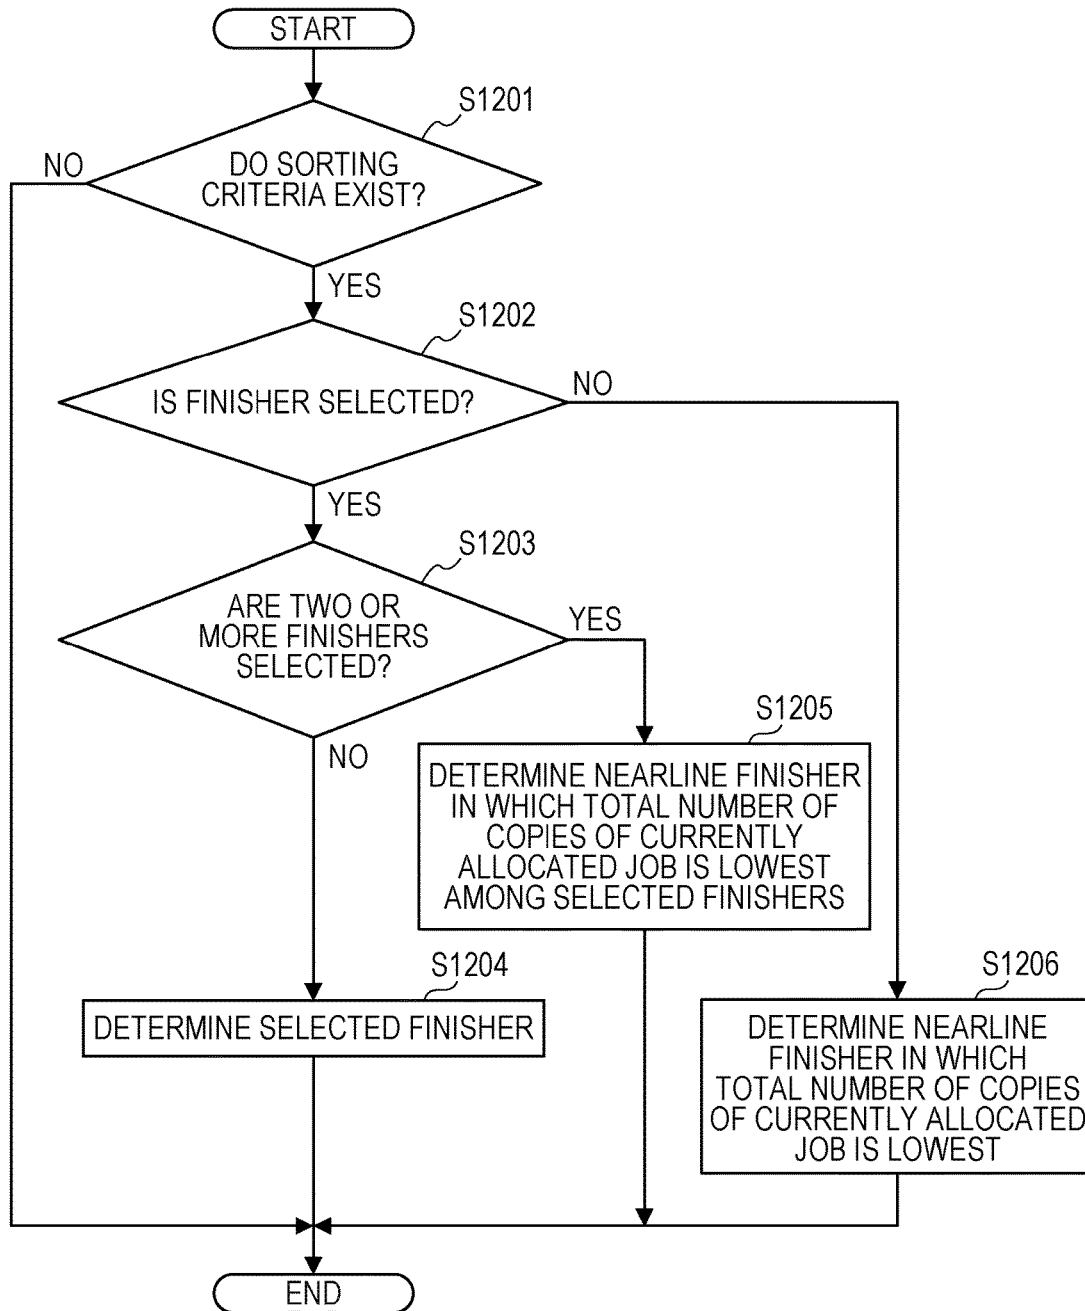 START
S1201
DO SORTING
CRITERIA EXIST?
NO
YES
S1202
IS FINISHER SELECTED?
NO
YES
S1203
ARE TWO OR
MORE FINISHERS
SELECTED?
YES
NO
S1205
DETERMINE NEARLINE FINISHER
IN WHICH TOTAL NUMBER OF
COPIES OF CURRENTLY
ALLOCATED JOB IS LOWEST
AMONG SELECTED FINISHERS
S1204
DETERMINE SELECTED FINISHER
S1206
DETERMINE NEARLINE
FINISHER IN WHICH
TOTAL NUMBER OF COPIES
OF CURRENTLY ALLOCATED
JOB IS LOWEST
END